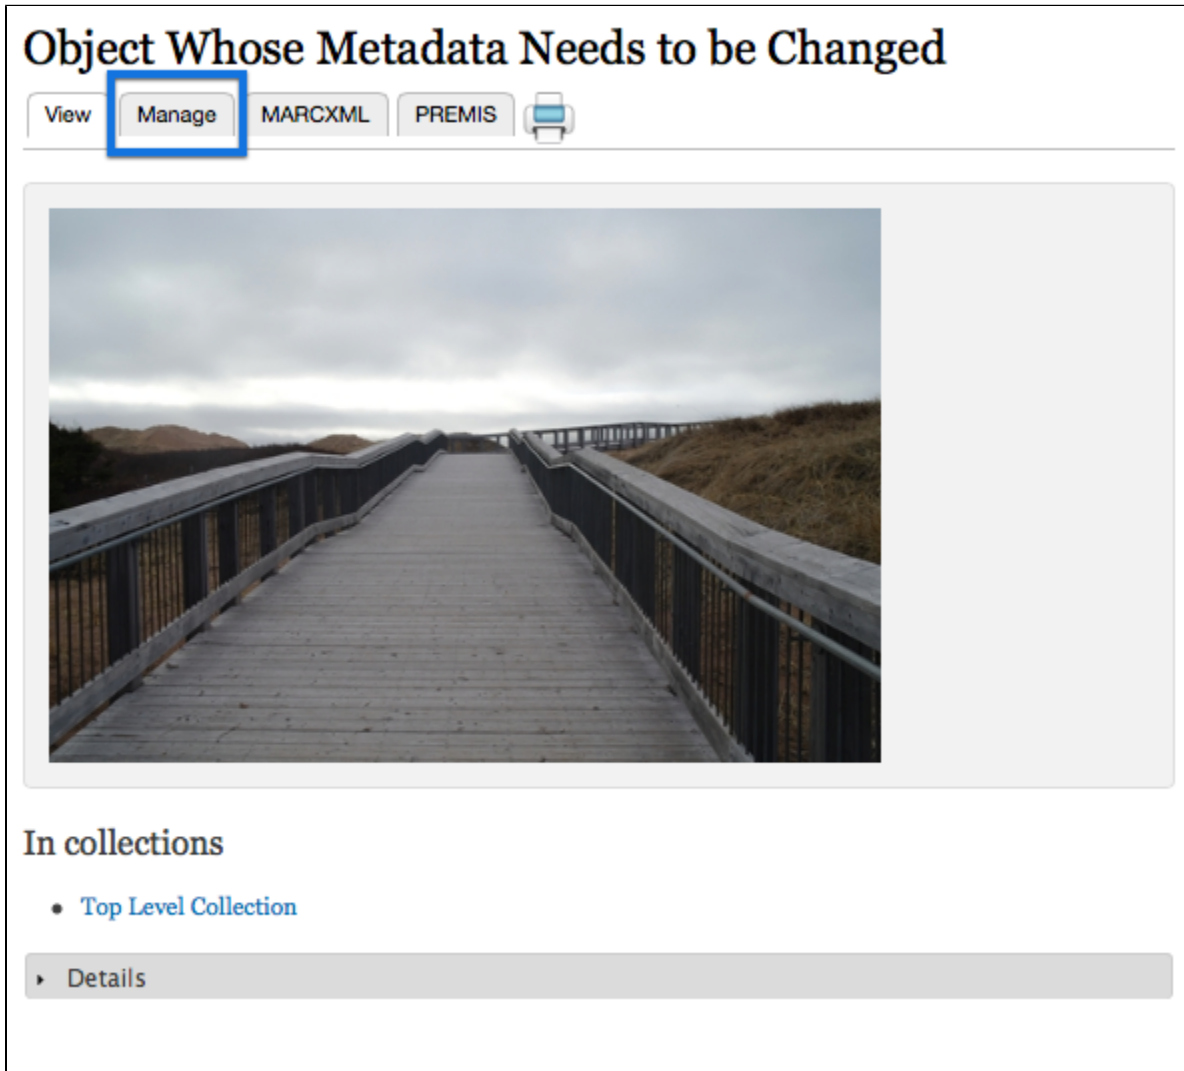 Object Whose Metadata Needs to be Changed
View Manage MARCXML PREMIS
In collections
Top Level Collection
Details